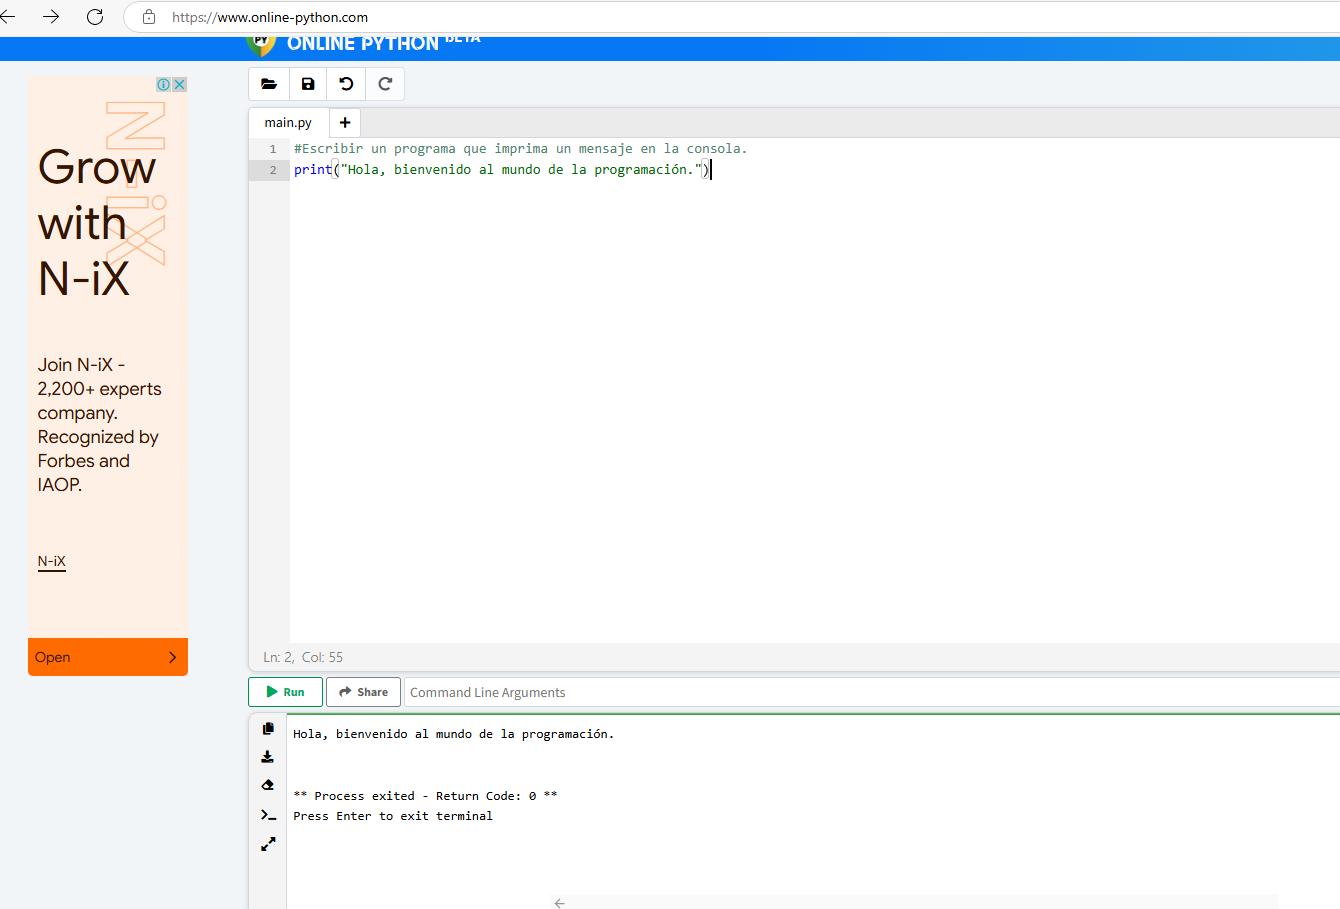 https://www.online-python.com
PY
ONLINE PYTHON BETA
N-iX
Grow
with
N-iX
Join N-iX -
2,200+ experts
company.
Recognized by
Forbes and
IAOP.
N-iX
Open
main.py
+
1 #Escribir un programa que imprima un mensaje en la consola.
2 print("Hola, bienvenido al mundo de la programación.")
Ln: 2, Col: 55
Run
Share
Command Line Arguments
Hola, bienvenido al mundo de la programación.
** Process exited - Return Code: 0 **
Press Enter to exit terminal